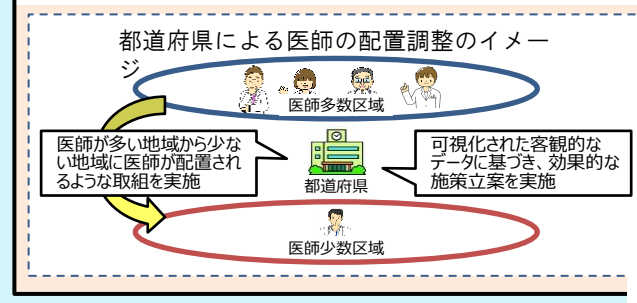 都道府県による医師の配置調整のイメー
ジ
医師多数区域
医師が多い地域から少な
い地域に医師が配置され
るような取組を実施
都道府県
可視化された客観的な
データに基づき、効果的な
施策立案を実施
医師少数区域